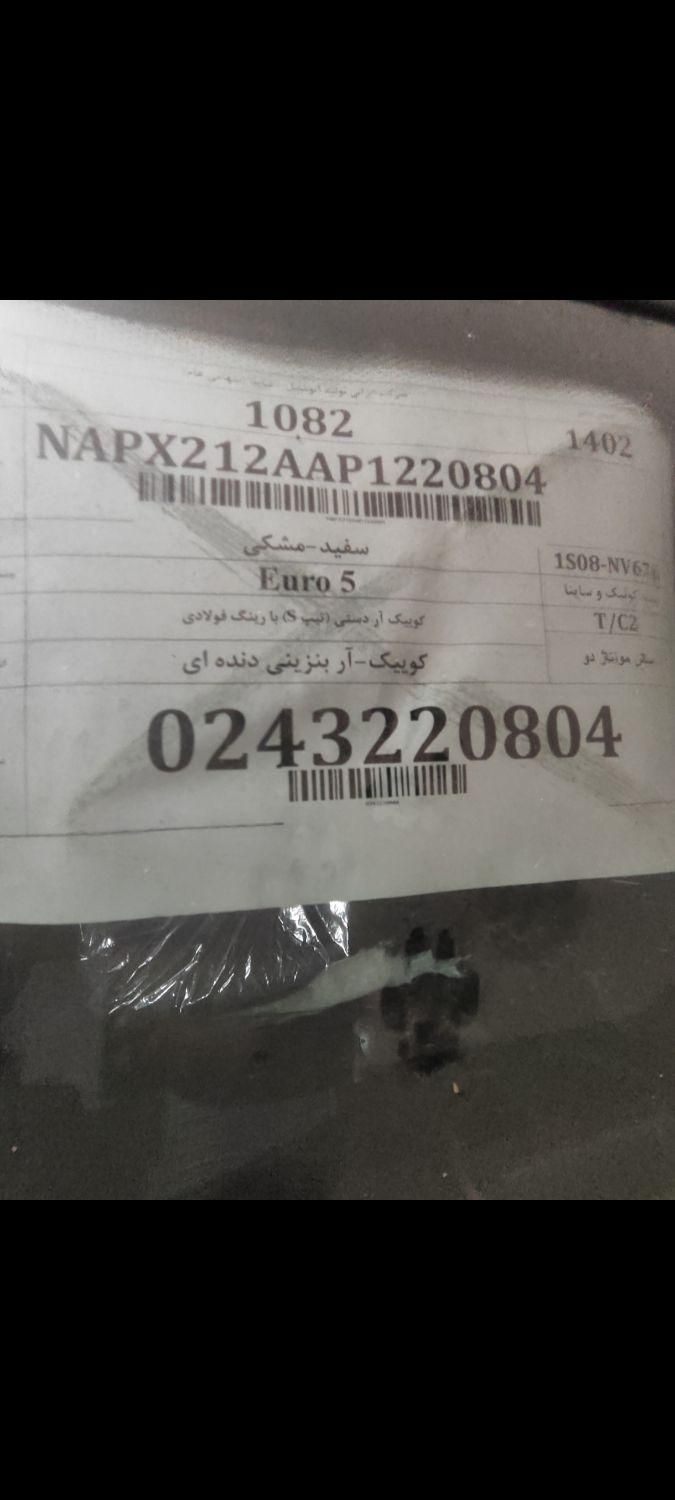 1082
1402
NAPX212AAP1220804
سفید-مشکی
Euro 5
1S08-NV67
کوئیک و ساینا
کوییک آر دستی (تیپ S) با رینگ فولادی
T/C2
کوییک-آر بنزینی دنده ای
سالن مونتاژ دو
0243220804